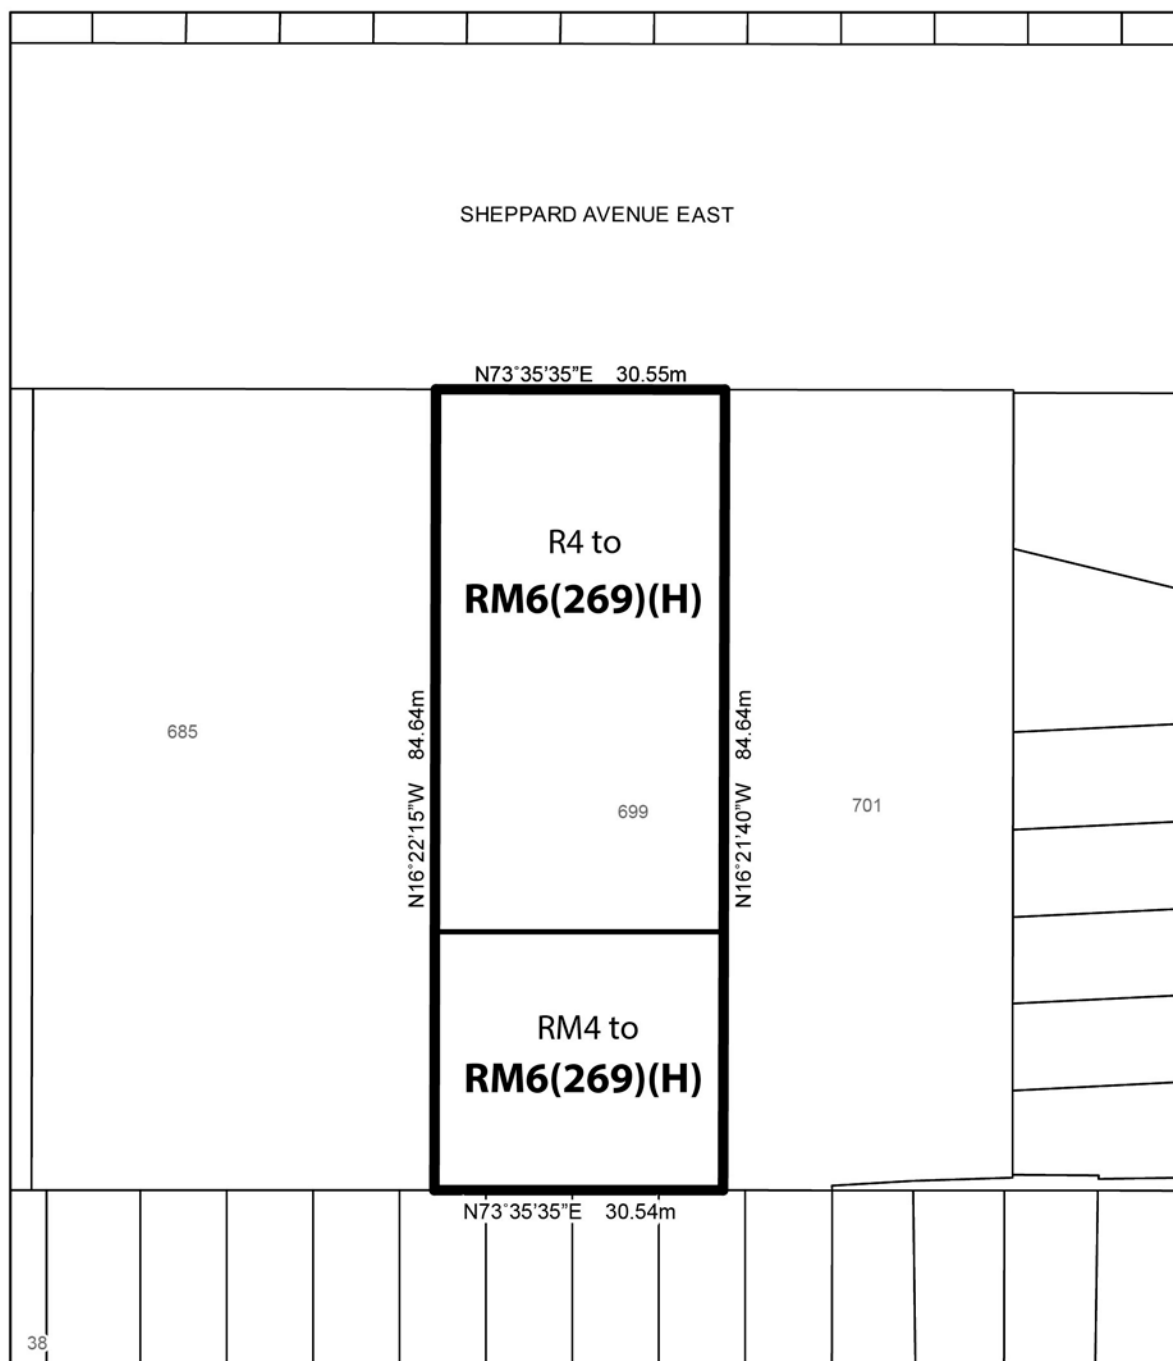 SHEPPARD AVENUE EAST
N73°35'35"E 30.55m
R4 to
RM6(269)(H)
N16°22'15"W 84.64m
N16°21'40"W 84.64m
685
699
701
RM4 to
RM6(269)(H)
N73°35'35"E 30.54m
38